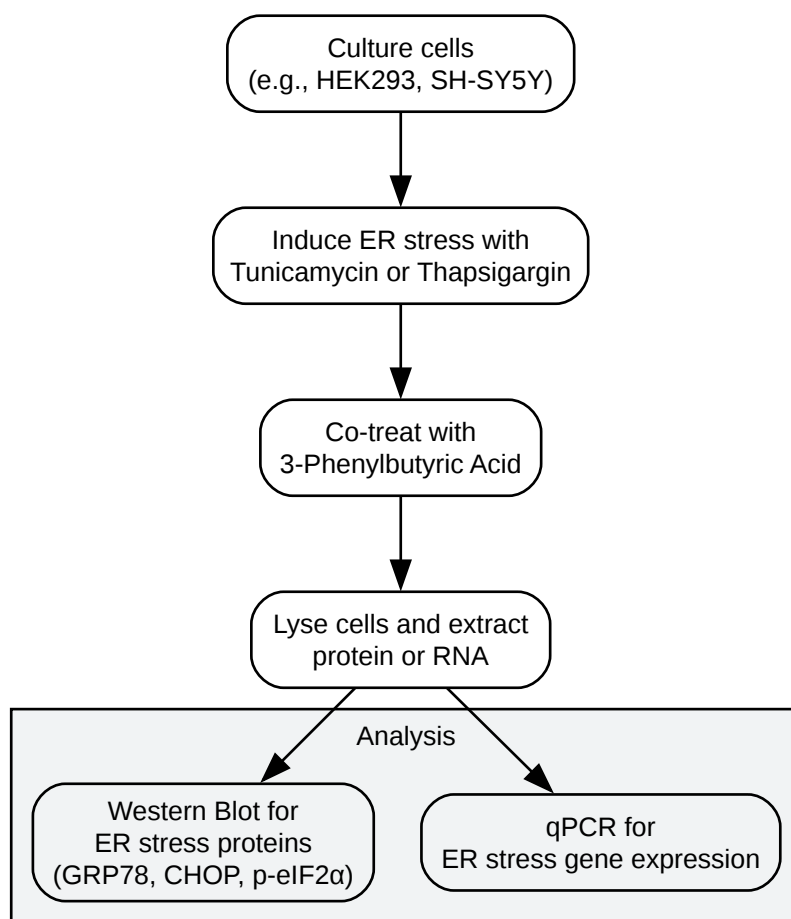 Culture cells
(e.g., HEK293, SH-SY5Y)
Induce ER stress with
Tunicamycin or Thapsigargin
Co-treat with
3-Phenylbutyric Acid
Lyse cells and extract
protein or RNA
Analysis
Western Blot for
ER stress proteins
(GRP78, CHOP, p-eIF2α)
qPCR for
ER stress gene expression